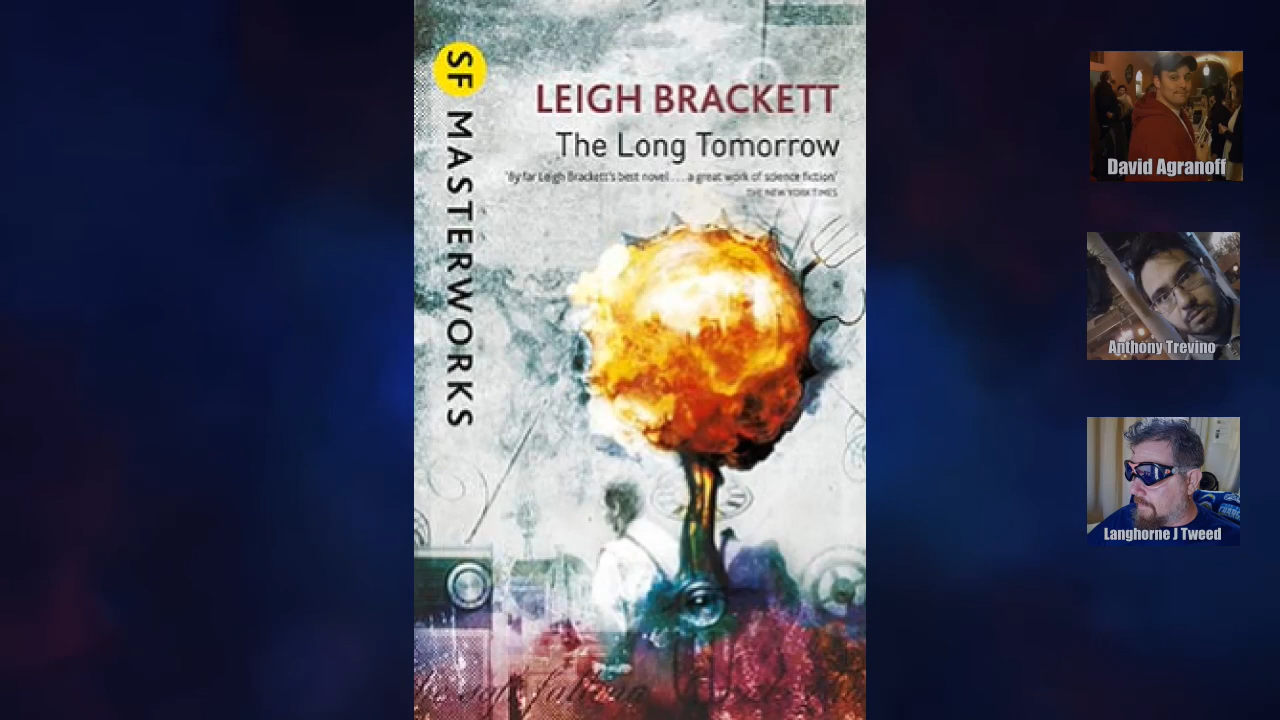 SF MASTERWORKS
LEIGH BRACKETT
The Long Tomorrow
'By far Leigh Brackett's best novel . . . a great work of science fiction'
THE NEW YORK TIMES
David Agranoff
Anthony Trevino
Langhorne J Tweed